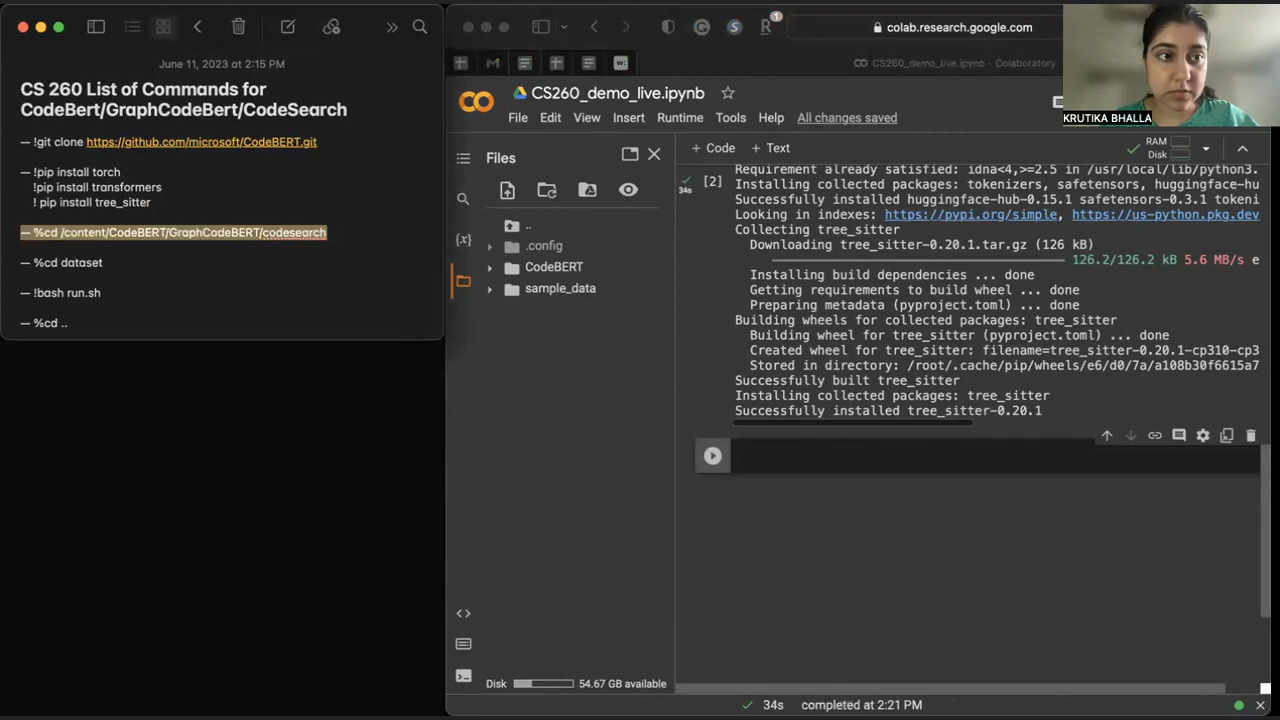 June 11, 2023 at 2:15 PM
CS 260 List of Commands for
CodeBert/GraphCodeBert/CodeSearch
— !git clone https://github.com/microsoft/CodeBERT.git
— !pip install torch
!pip install transformers
! pip install tree_sitter
— %cd /content/CodeBERT/GraphCodeBERT/codesearch
— %cd dataset
— !bash run.sh
— %cd ..
1
colab.research.google.com
CS260_demo_live.ipynb - Colaboratory
KRUTIKA BHALLA
CS260_demo_live.ipynb
File Edit View Insert Runtime Tools Help All changes saved
Files
+ Code + Text
RAM
Disk
..
.config
CodeBERT
sample_data
Disk 54.67 GB available
[2]
34s
Requirement already satisfied: idna<4,>=2.5 in /usr/local/lib/python3.
Installing collected packages: tokenizers, safetensors, huggingface-hu
Successfully installed huggingface-hub-0.15.1 safetensors-0.3.1 tokeni
Looking in indexes: https://pypi.org/simple, https://us-python.pkg.dev
Collecting tree_sitter
Downloading tree_sitter-0.20.1.tar.gz (126 kB)
126.2/126.2 kB 5.6 MB/s e
Installing build dependencies ... done
Getting requirements to build wheel ... done
Preparing metadata (pyproject.toml) ... done
Building wheels for collected packages: tree_sitter
Building wheel for tree_sitter (pyproject.toml) ... done
Created wheel for tree_sitter: filename=tree_sitter-0.20.1-cp310-cp3
Stored in directory: /root/.cache/pip/wheels/e6/d0/7a/a108b30f6615a7
Successfully built tree_sitter
Installing collected packages: tree_sitter
Successfully installed tree_sitter-0.20.1
34s completed at 2:21 PM